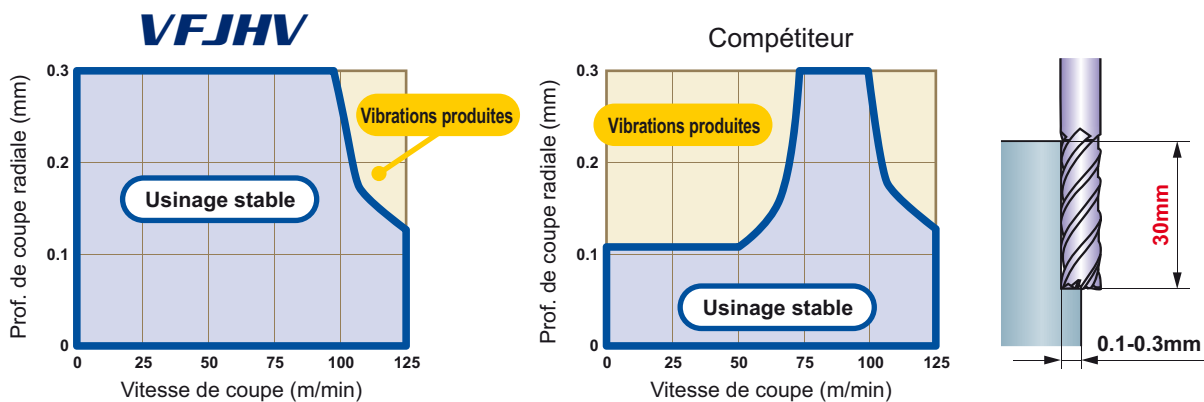 VFJHV
Prof. de coupe radiale (mm)
0.3
0.2
0.1
0
Vibrations produites
Usinage stable
0 25 50 75 100 125
Vitesse de coupe (m/min)
Compétiteur
Prof. de coupe radiale (mm)
0.3
0.2
0.1
0
Vibrations produites
Usinage stable
0 25 50 75 100 125
Vitesse de coupe (m/min)
30mm
0.1-0.3mm